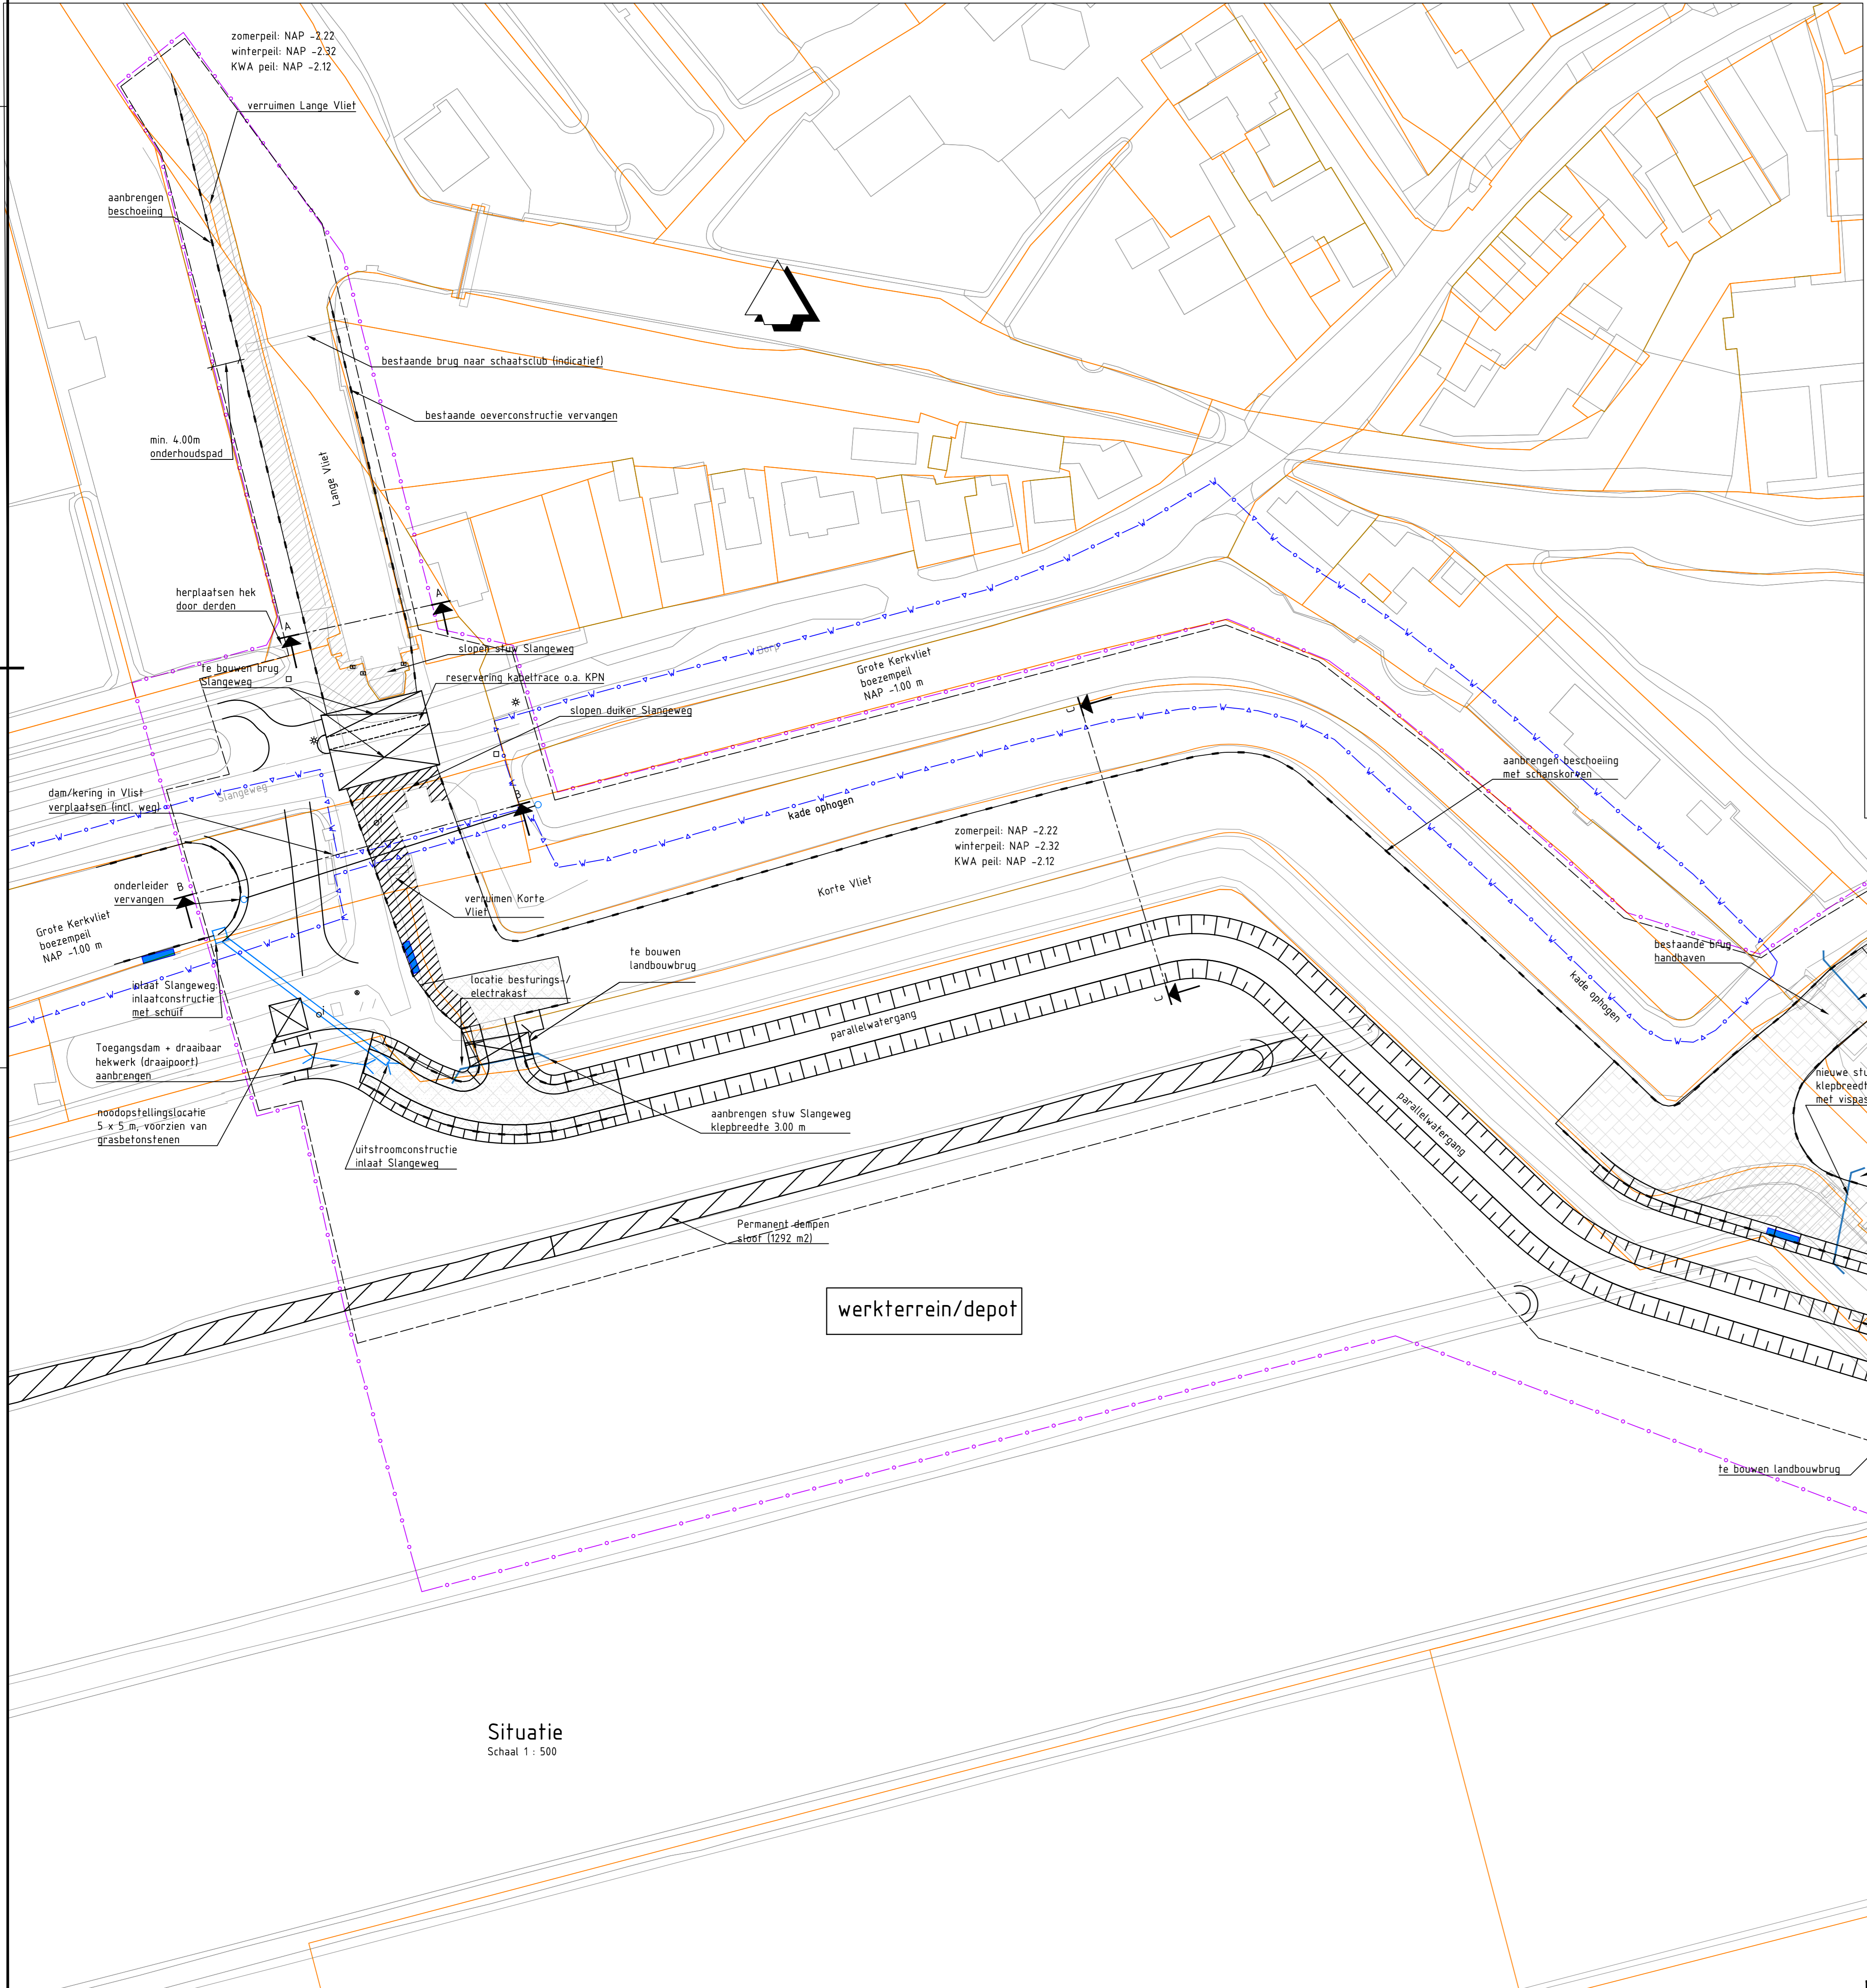 zomerpeil: NAP -2.22
winterpeil: NAP -2.32
KWA peil: NAP -2.12
verruimen Lange Vliet
aanbrengen
beschoeiing
bestaande brug naar schaatsclub (indicatief)
bestaande oeverconstructie vervangen
min. 4.00m
onderhoudspad
Lange Vliet
herplaatsen hek
door derden
A
A
slopen stuw Slangeweg
te bouwen brug
Slangeweg
reservering kabeltrace o.a. KPN
slopen duiker Slangeweg
Dorp
Grote Kerkvliet
boezempeil
NAP -1.00 m
C
aanbrengen beschoeiing
met schanskorven
dam/kering in Vlist
verplaatsen (incl. weg)
Slangeweg
B
kade ophogen
zomerpeil: NAP -2.22
winterpeil: NAP -2.32
KWA peil: NAP -2.12
Korte Vliet
onderleider
vervangen
B
verruimen Korte
Vliet
Grote Kerkvliet
boezempeil
NAP -1.00 m
te bouwen
landbouwbrug
bestaande brug
handhaven
locatie besturings-/
electrakast
inlaat Slangeweg:
inlaatconstructie
met schuif
C
kade ophogen
parallelwatergang
Toegangsdam + draaibaar
hekwerk (draaipoort)
aanbrengen
nieuwe stu
klepbreedt
met vispas
noodopstellingslocatie
5 x 5 m, voorzien van
grasbetonstenen
aanbrengen stuw Slangeweg
klepbreedte 3.00 m
parallelwatergang
uitstroomconstructie
inlaat Slangeweg
Permanent dempen
sloof (1292 m2)
werkterrein/depot
te bouwen landbouwbrug
Situatie
Schaal 1 : 500